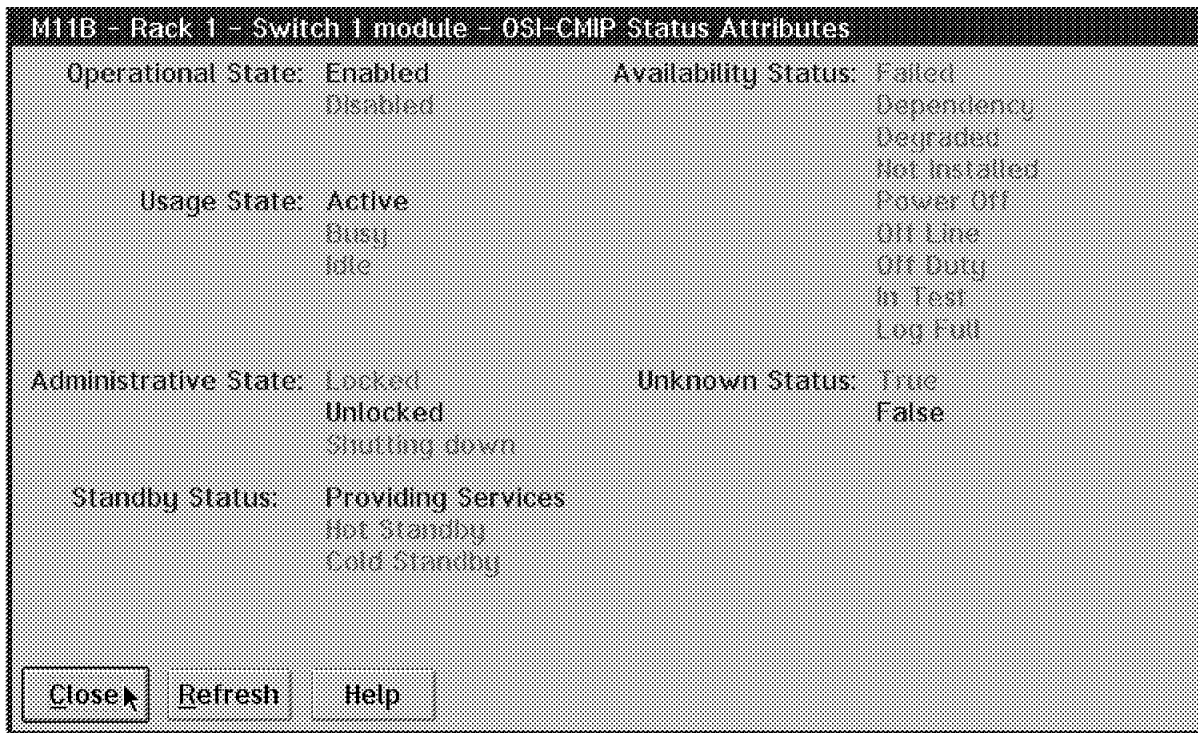 M11B - Rack 1 - Switch 1 module - OSI-CMIP Status Attributes
Operational State: Enabled
Disabled
Usage State: Active
Busy
Idle
Administrative State: Locked
Unlocked
Shutting down
Standby Status: Providing Services
Hot Standby
Cold Standby
Availability Status: Failed
Dependency
Degraded
Not Installed
Power Off
Off Line
Off Duty
In Test
Log Full
Unknown Status: True
False
Close
Refresh
Help